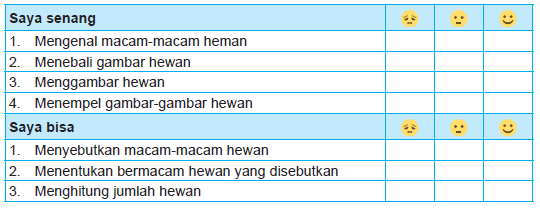 Saya senang
1. Mengenal macam-macam heman
2. Menebali gambar hewan
3. Menggambar hewan
4. Menempel gambar-gambar hewan
Saya bisa
1. Menyebutkan macam-macam hewan
2. Menentukan bermacam hewan yang disebutkan
3. Menghitung jumlah hewan